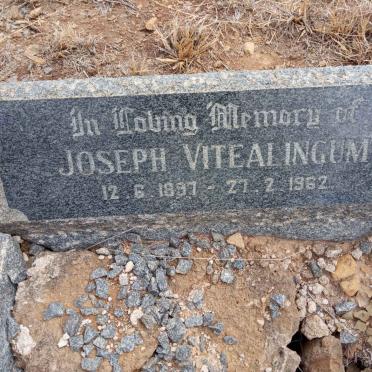 In Loving Memory of
JOSEPH VITEALINGUM
12 6 1897 - 27 2 1962